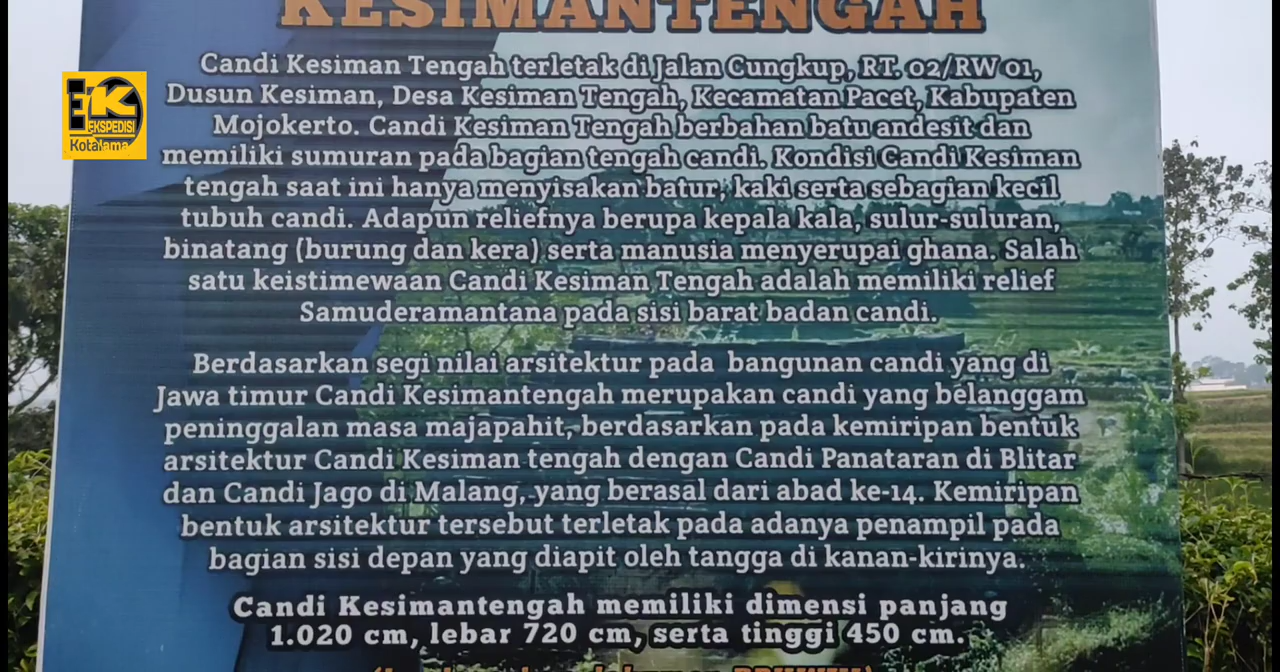 KESIMANTENGAH
EK
EKSPEDISI
Kotalama
Candi Kesiman Tengah terletak di Jalan Cungkup, RT. 02/RW 01,
Dusun Kesiman, Desa Kesiman Tengah, Kecamatan Pacet, Kabupaten
Mojokerto. Candi Kesiman Tengah berbahan batu andesit dan
memiliki sumuran pada bagian tengah candi. Kondisi Candi Kesiman
tengah saat ini hanya menyisakan batur, kaki serta sebagian kecil
tubuh candi. Adapun reliefnya berupa kepala kala, sulur-suluran,
binatang (burung dan kera) serta manusia menyerupai ghana. Salah
satu keistimewaan Candi Kesiman Tengah adalah memiliki relief
Samuderamantana pada sisi barat badan candi.
Berdasarkan segi nilai arsitektur pada bangunan candi yang di
Jawa timur Candi Kesimantengah merupakan candi yang belanggam
peninggalan masa majapahit, berdasarkan pada kemiripan bentuk
arsitektur Candi Kesiman tengah dengan Candi Panataran di Blitar
dan Candi Jago di Malang, yang berasal dari abad ke-14. Kemiripan
bentuk arsitektur tersebut terletak pada adanya penampil pada
bagian sisi depan yang diapit oleh tangga di kanan-kirinya.
Candi Kesimantengah memiliki dimensi panjang
1.020 cm, lebar 720 cm, serta tinggi 450 cm.